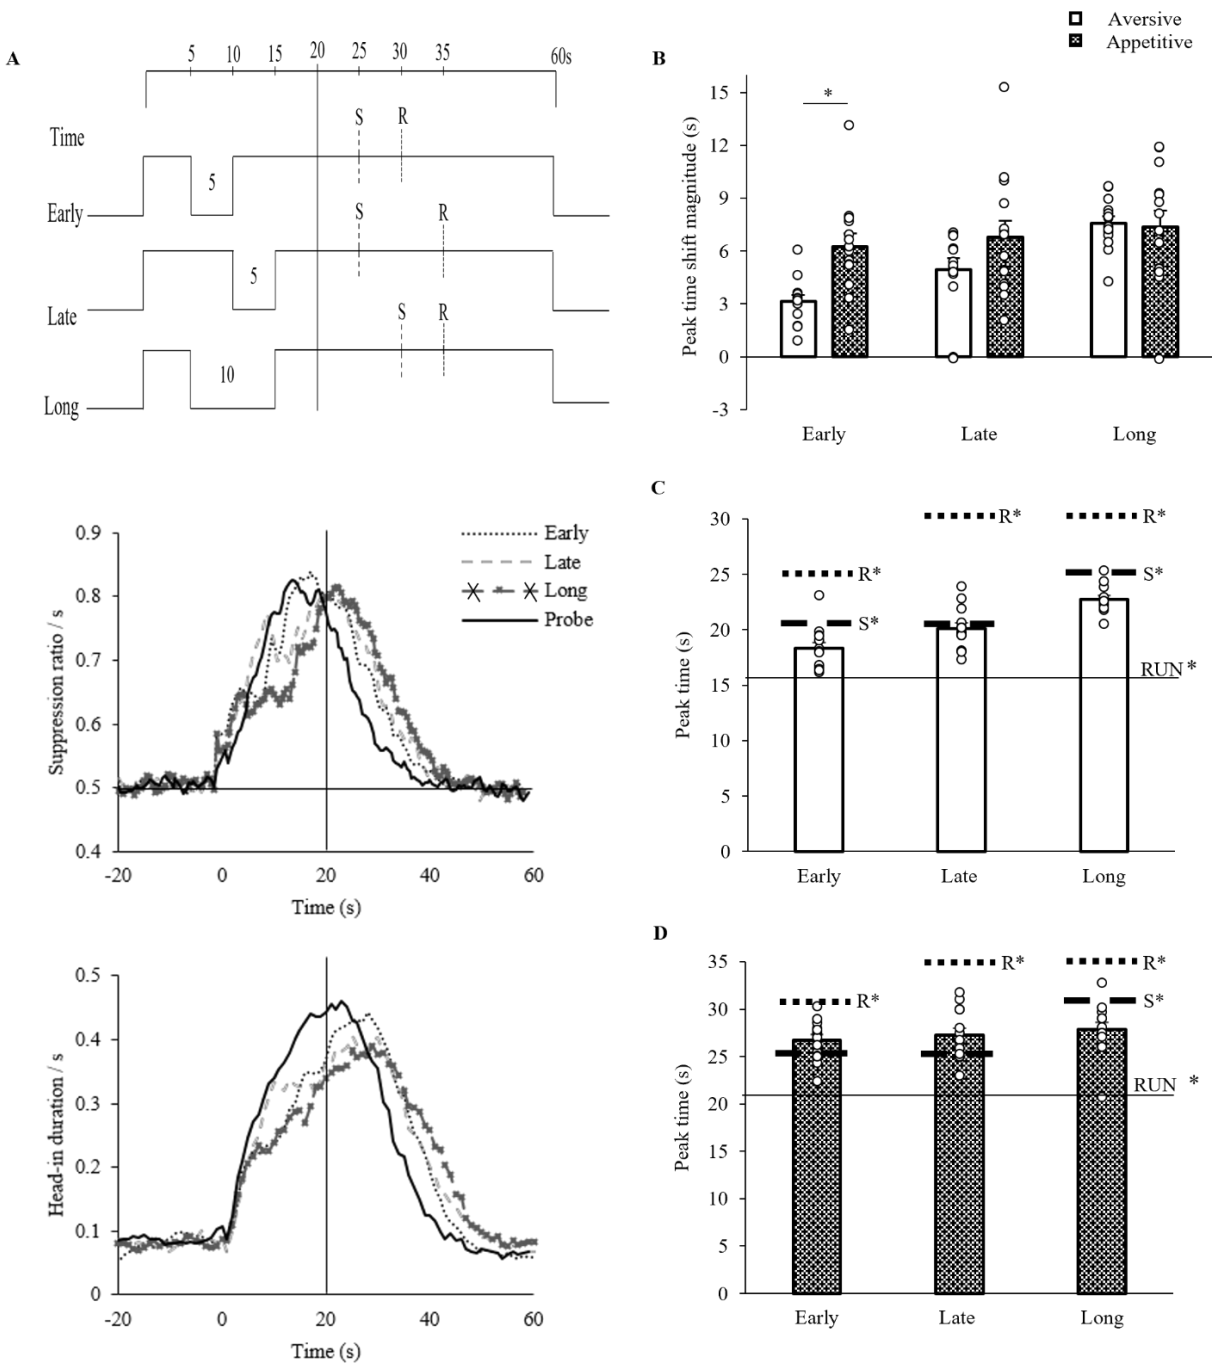 A
5 10 15 20 25 30 35 60s
Time
S R
5
Early
S R
5
Late
S R
10
Long
Aversive
Appetitive
B
Peak time shift magnitude (s)
15
12
9
6
3
0
-3
*
Early Late Long
Suppression ratio / s
0.9
0.8
0.7
0.6
0.5
0.4
Early
Late
Long
Probe
-20 0 20 40 60
Time (s)
C
Peak time (s)
30
25
20
15
10
5
0
R*
S*
R*
R*
S*
RUN *
Early Late Long
Head-in duration / s
0.5
0.4
0.3
0.2
0.1
0
-20 0 20 40 60
Time (s)
D
Peak time (s)
35
30
25
20
15
10
5
0
R*
R*
R*
S*
RUN *
Early Late Long